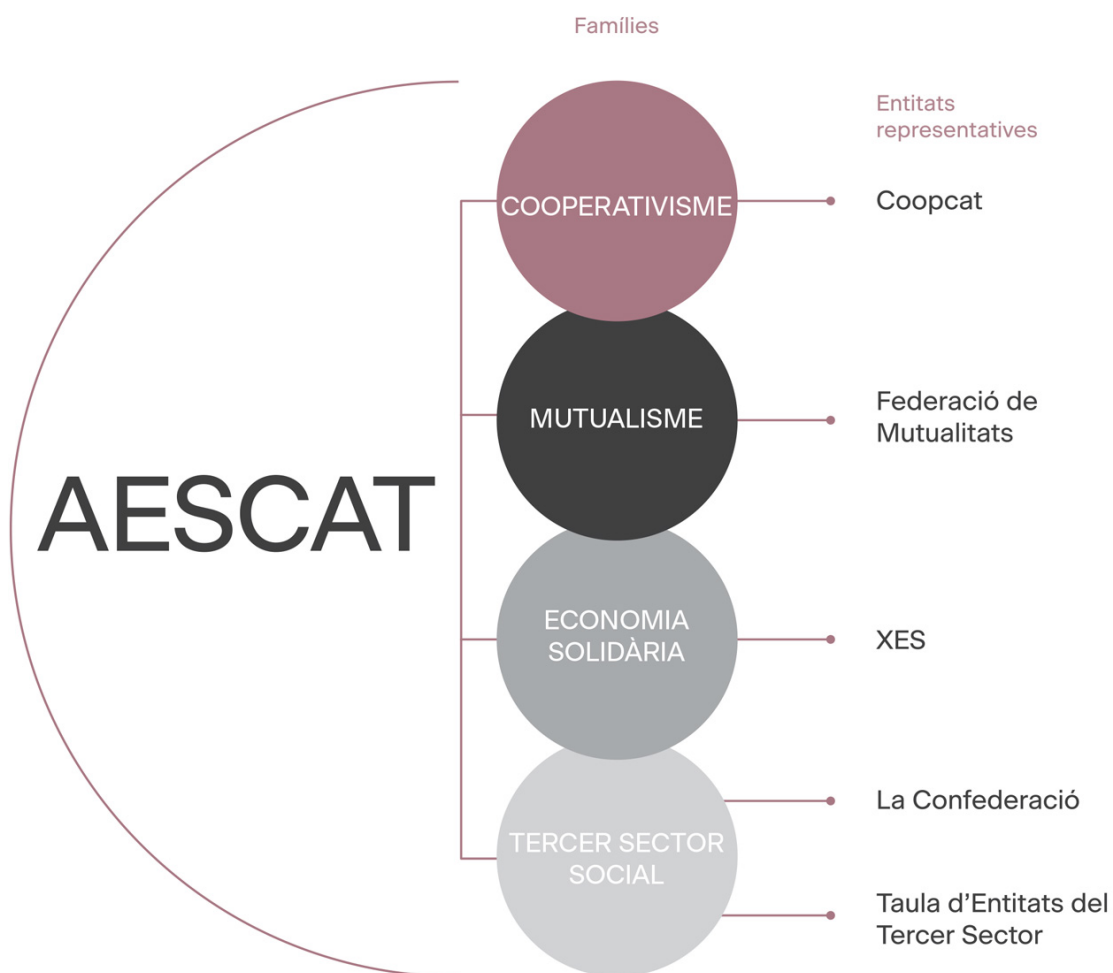 Famílies
Entitats
representatives
COOPERATIVISME
Coopcat
MUTUALISME
Federació de
Mutualitats
AESCAT
ECONOMIA
SOLIDÀRIA
XES
TERCER SECTOR
SOCIAL
La Confederació
Taula d’Entitats del
Tercer Sector